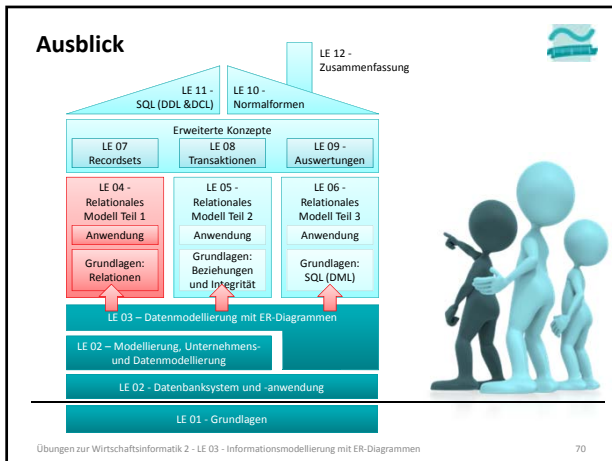 Ausblick
LE 12 -
Zusammenfassung
LE 11 -
SQL (DDL &DCL)
LE 10 -
Normalformen
Erweiterte Konzepte
LE 07
Recordsets
LE 08
Transaktionen
LE 09 -
Auswertungen
LE 04 -
Relationales
Modell Teil 1
Anwendung
Grundlagen:
Relationen
LE 05 -
Relationales
Modell Teil 2
Anwendung
Grundlagen:
Beziehungen
und Integrität
LE 06 -
Relationales
Modell Teil 3
Anwendung
Grundlagen:
SQL (DML)
LE 03 – Datenmodellierung mit ER-Diagrammen
LE 02 – Modellierung, Unternehmens-
und Datenmodellierung
LE 02 - Datenbanksystem und -anwendung
LE 01 - Grundlagen
Übungen zur Wirtschaftsinformatik 2 - LE 03 - Informationsmodellierung mit ER-Diagrammen
70